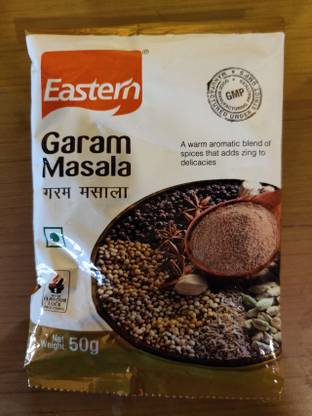 Eastern
®
GMP
Garam
Masala
गरम मसाला
A warm aromatic blend of
spices that adds zing to
delicacies
Net
Weight 50g